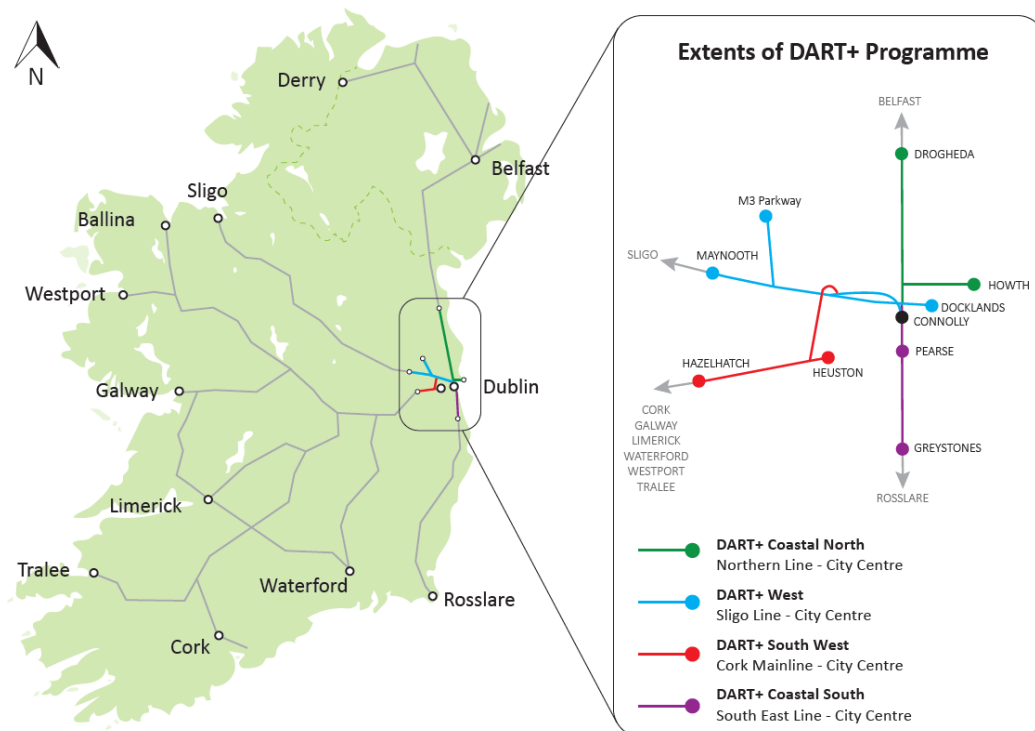 N
Derry
Belfast
Sligo
Ballina
Westport
Galway
Dublin
Limerick
Tralee
Waterford
Rosslare
Cork
Extents of DART+ Programme
BELFAST
DROGHEDA
M3 Parkway
SLIGO
MAYNOOTH
HOWTH
DOCKLANDS
CONNOLLY
PEARSE
HAZELHATCH
HEUSTON
CORK
GALWAY
LIMERICK
WATERFORD
WESTPORT
TRALEE
GREYSTONES
ROSSLARE
DART+ Coastal North
Northern Line - City Centre
DART+ West
Sligo Line - City Centre
DART+ South West
Cork Mainline - City Centre
DART+ Coastal South
South East Line - City Centre